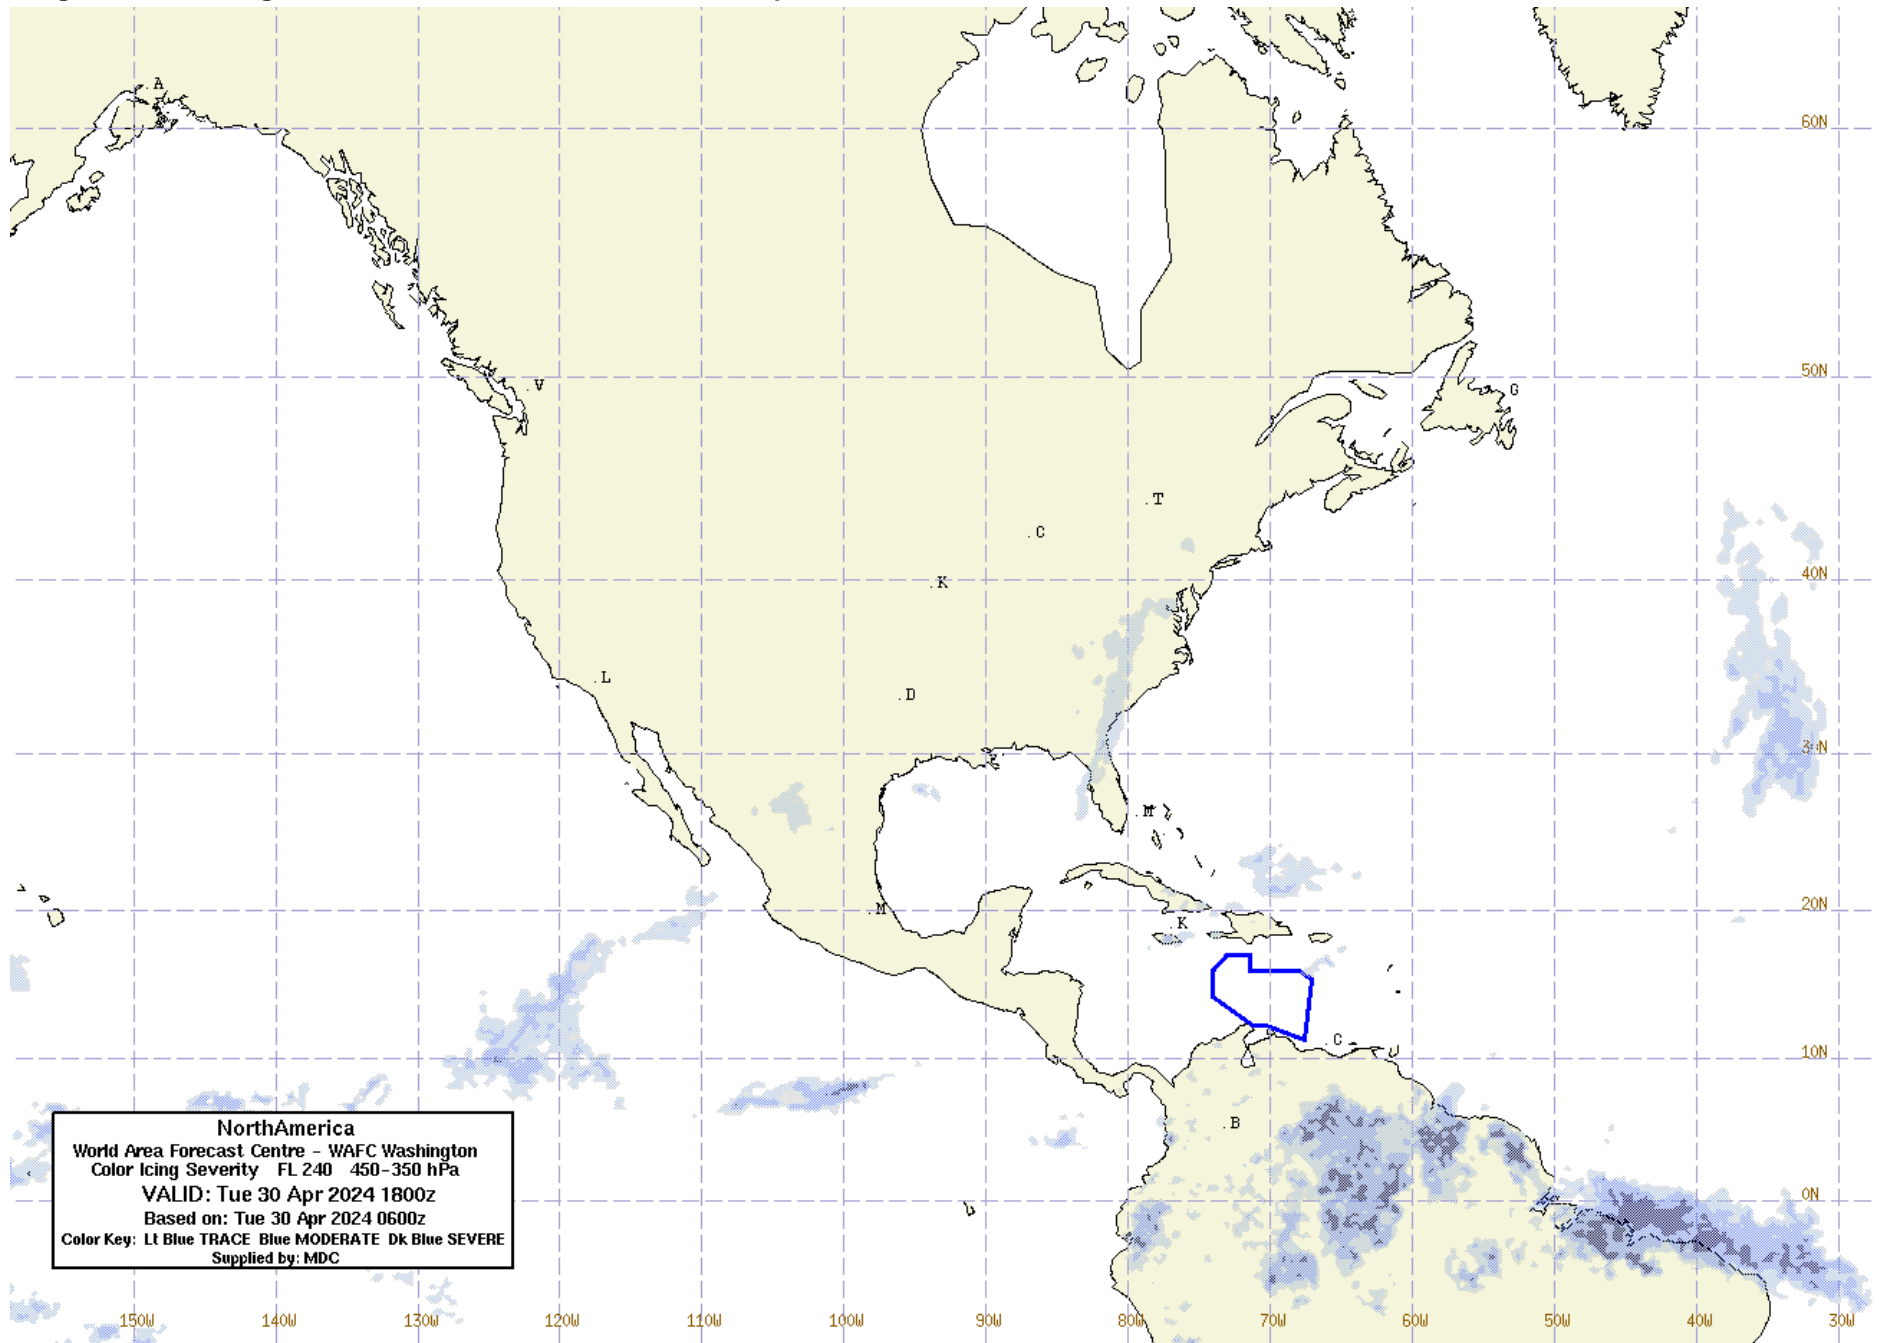 A
60N
50N
V
G
T
C
K
40N
L
D
30N
M
M
20N
K
C
10N
B
0N
NorthAmerica
World Area Forecast Centre - WAFC Washington
Color Icing Severity FL 240 450-350 hPa
VALID: Tue 30 Apr 2024 1800z
Based on: Tue 30 Apr 2024 0600z
Color Key: Lt Blue TRACE Blue MODERATE Dk Blue SEVERE
Supplied by: MDC
150W 140W 130W 120W 110W 100W 90W 80W 70W 60W 50W 40W 30W